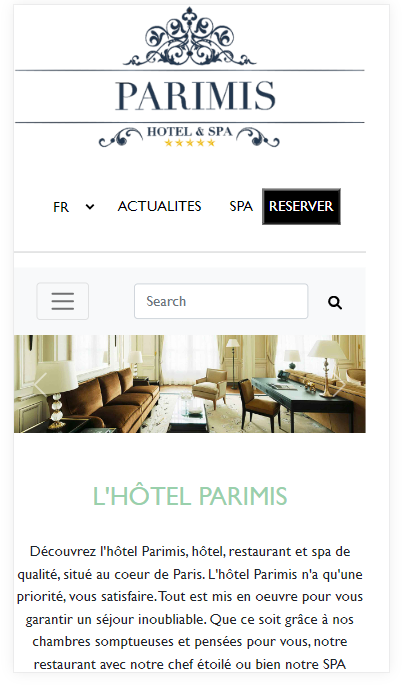 PARIMIS
HOTEL & SPA
FR ACTUALITES SPA RESERVER
Search
L'HÔTEL PARIMIS
Découvrez l'hôtel Parimis, hôtel, restaurant et spa de
qualité, situé au coeur de Paris. L'hôtel Parimis n'a qu'une
priorité, vous satisfaire. Tout est mis en oeuvre pour vous
garantir un séjour inoubliable. Que ce soit grâce à nos
chambres somptueuses et pensées pour vous, notre
restaurant avec notre chef étoilé ou bien notre SPA